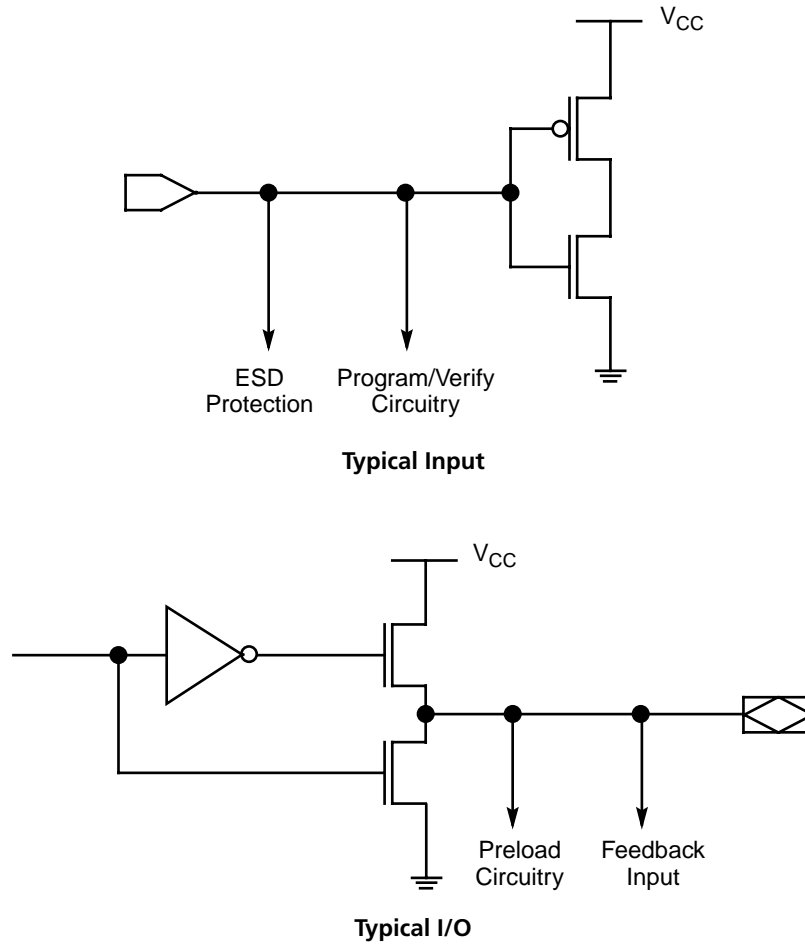 VCC
ESD
Protection
Program/Verify
Circuitry
Typical Input
VCC
Preload
Circuitry
Feedback
Input
Typical I/O